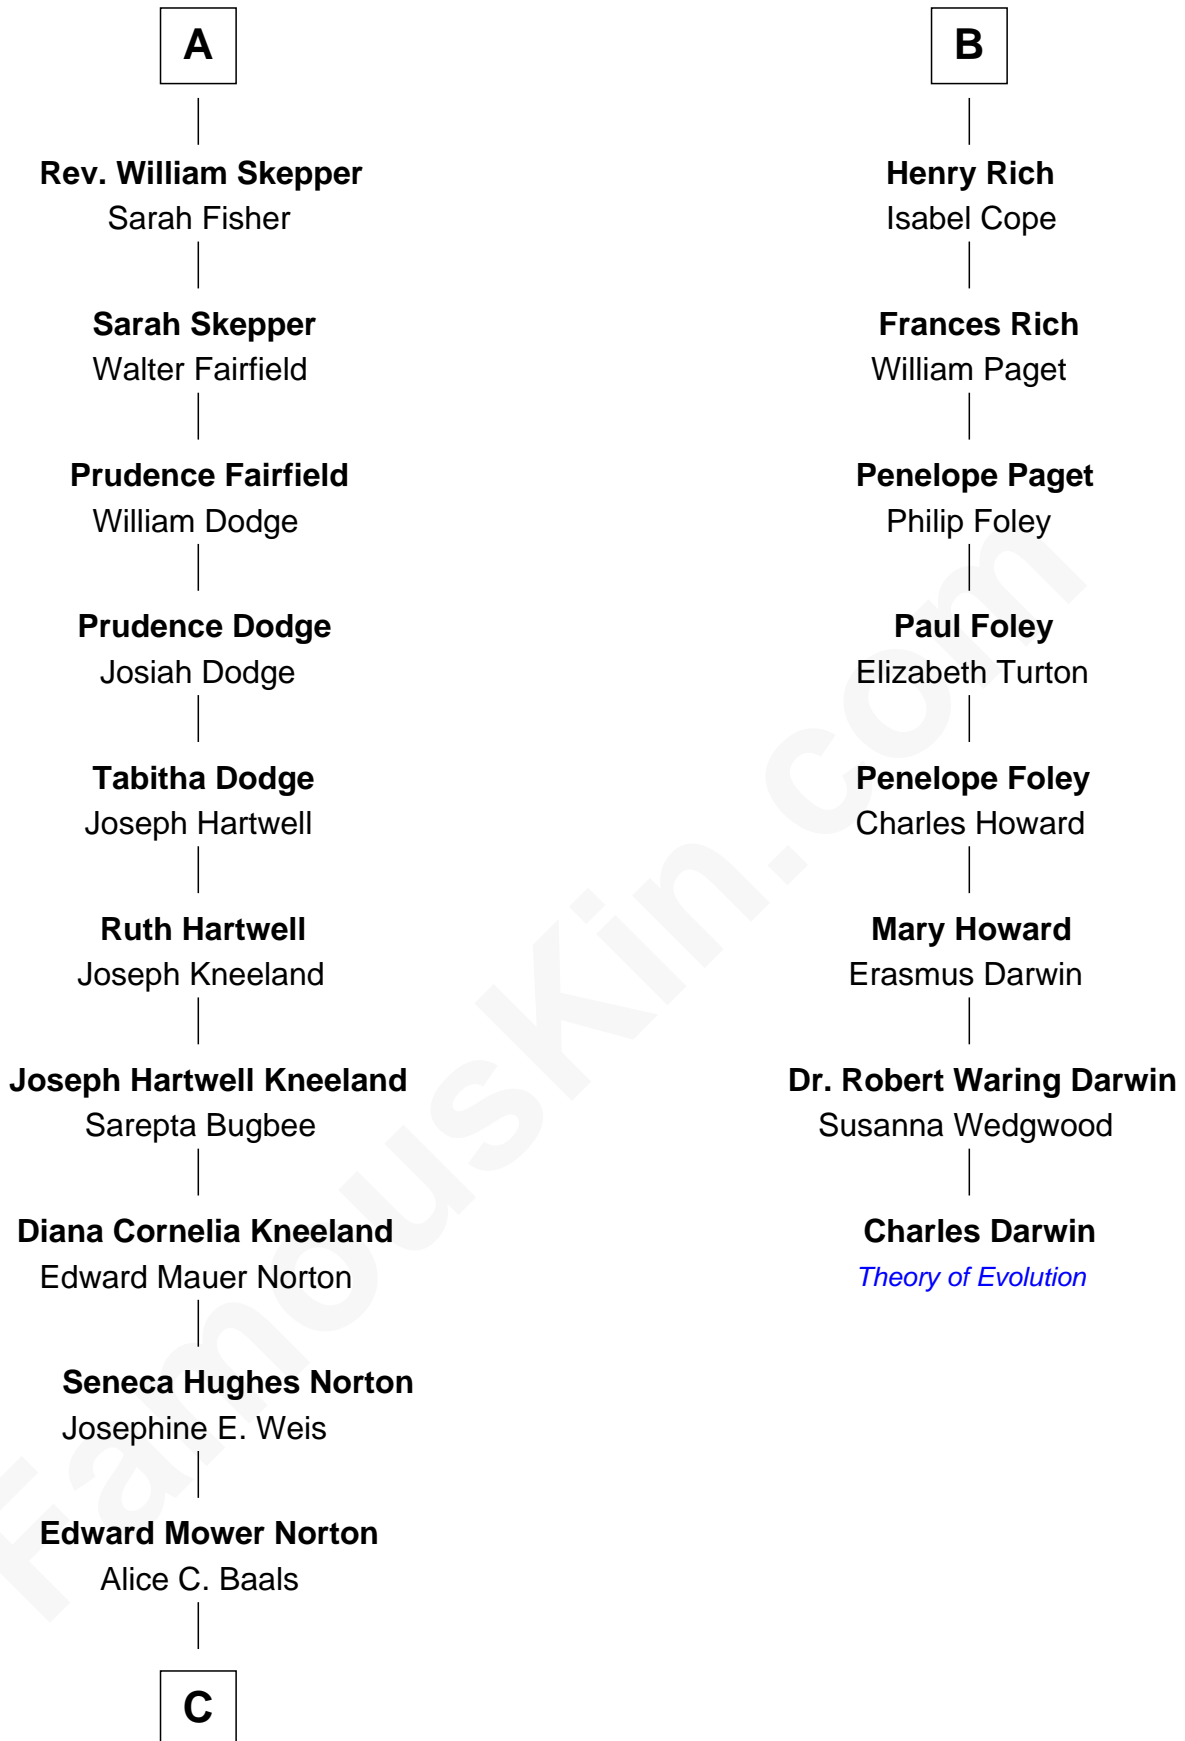 A
Rev. William Skepper
Sarah Fisher
Sarah Skepper
Walter Fairfield
Prudence Fairfield
William Dodge
Prudence Dodge
Josiah Dodge
Tabitha Dodge
Joseph Hartwell
Ruth Hartwell
Joseph Kneeland
Joseph Hartwell Kneeland
Sarepta Bugbee
Diana Cornelia Kneeland
Edward Mauer Norton
Seneca Hughes Norton
Josephine E. Weis
Edward Mower Norton
Alice C. Baals
C
B
Henry Rich
Isabel Cope
Frances Rich
William Paget
Penelope Paget
Philip Foley
Paul Foley
Elizabeth Turton
Penelope Foley
Charles Howard
Mary Howard
Erasmus Darwin
Dr. Robert Waring Darwin
Susanna Wedgwood
Charles Darwin
Theory of Evolution
FamousKin.com